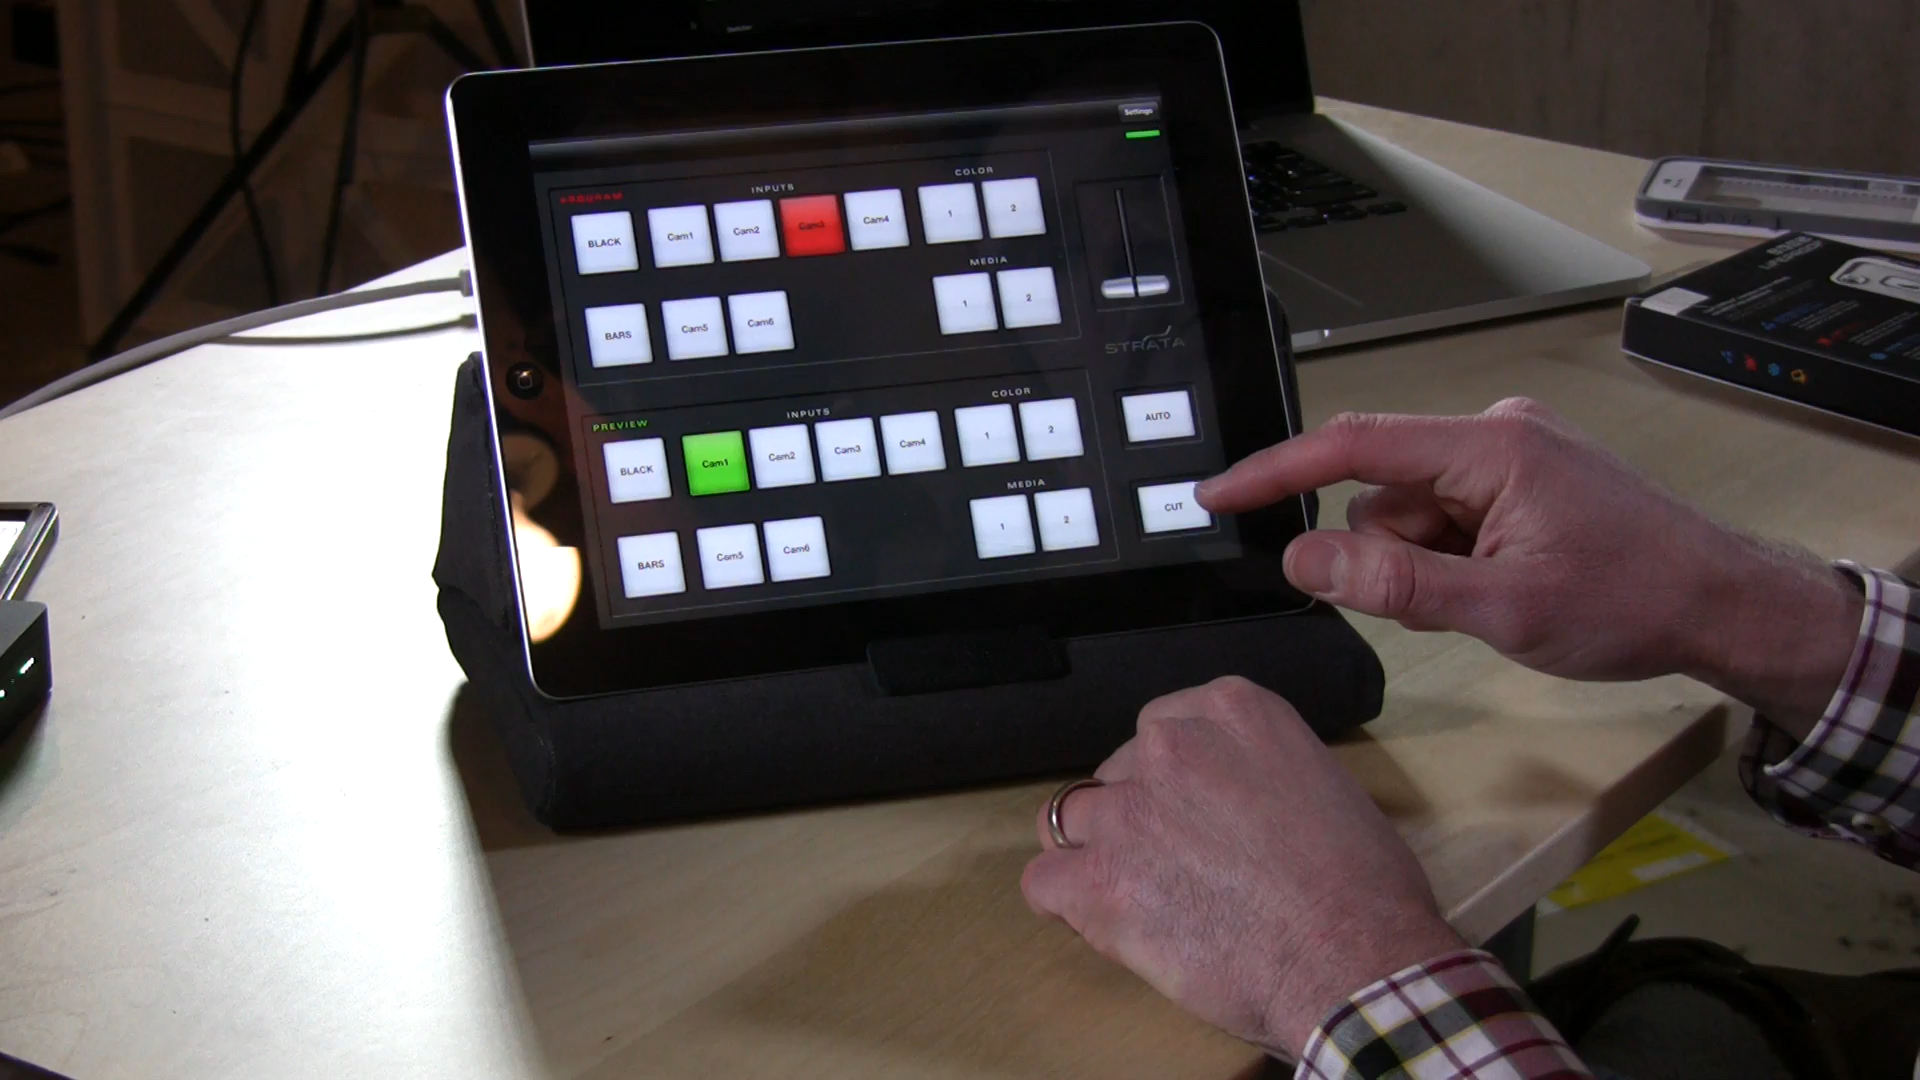 Settings
PROGRAM
INPUTS
COLOR
BLACK
Cam1
Cam2
Cam3
Cam4
1
2
MEDIA
BARS
Cam5
Cam6
1
2
STRATA
PREVIEW
INPUTS
COLOR
BLACK
Cam1
Cam2
Cam3
Cam4
1
2
AUTO
MEDIA
BARS
Cam5
Cam6
1
2
CUT